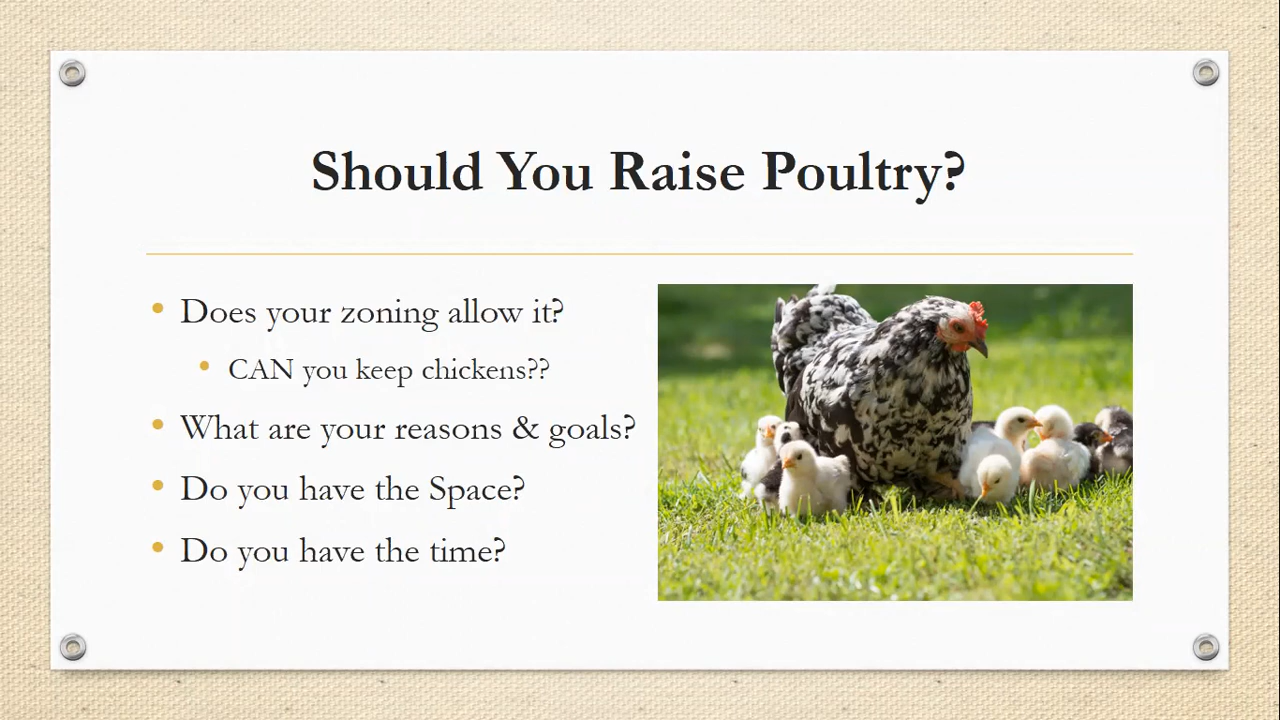 Should You Raise Poultry?
Does your zoning allow it?
CAN you keep chickens??
What are your reasons & goals?
Do you have the Space?
Do you have the time?